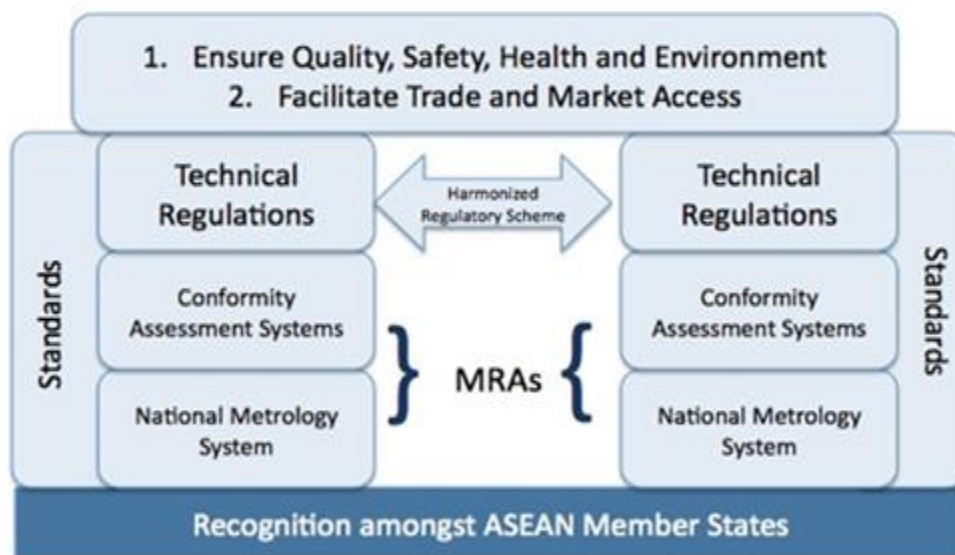 1. Ensure Quality, Safety, Health and Environment
2. Facilitate Trade and Market Access
Standards
Technical
Regulations
Conformity
Assessment Systems
National Metrology
System
Harmonized
Regulatory Scheme
MRAs
Technical
Regulations
Conformity
Assessment Systems
National Metrology
System
Standards
Recognition amongst ASEAN Member States